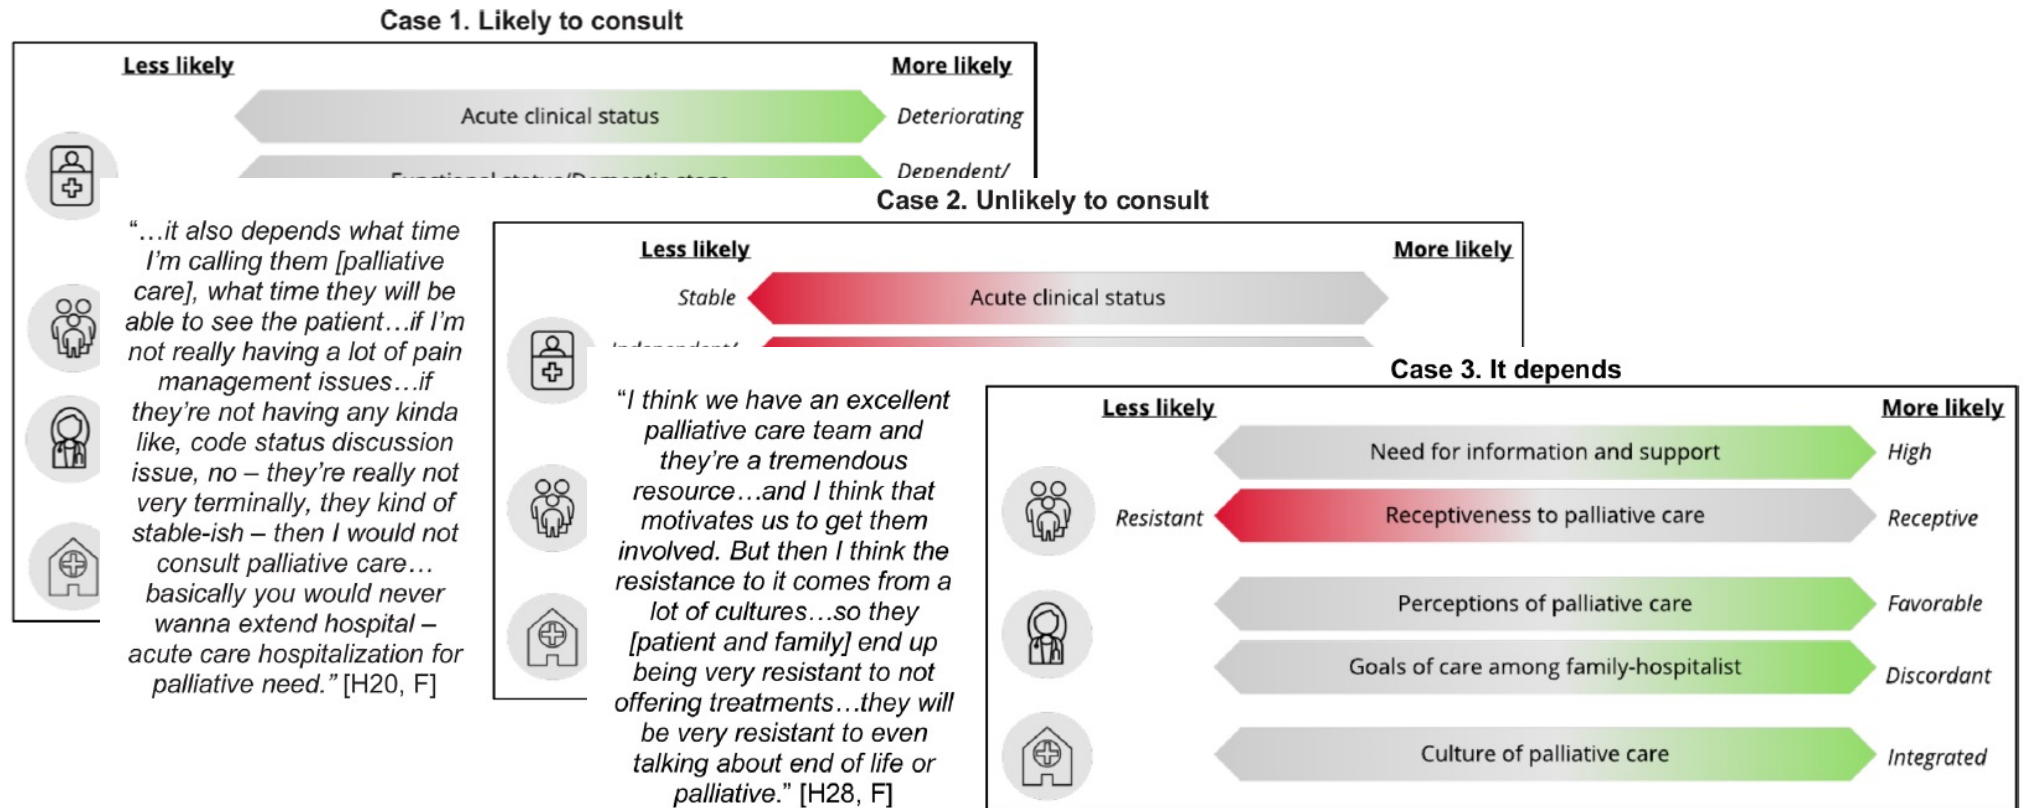 Case 1. Likely to consult
Less likely
More likely
Acute clinical status
Deteriorating
Functional status/Dementia stage
Dependent/
“…it also depends what time
I’m calling them [palliative
care], what time they will be
able to see the patient…if I’m
not really having a lot of pain
management issues…if
they’re not having any kinda
like, code status discussion
issue, no – they’re really not
very terminally, they kind of
stable-ish – then I would not
consult palliative care…
basically you would never
wanna extend hospital –
acute care hospitalization for
palliative need.” [H20, F]
Case 2. Unlikely to consult
Less likely
More likely
Stable
Acute clinical status
Independent/
“I think we have an excellent
palliative care team and
they’re a tremendous
resource…and I think that
motivates us to get them
involved. But then I think the
resistance to it comes from a
lot of cultures…so they
[patient and family] end up
being very resistant to not
offering treatments…they will
be very resistant to even
talking about end of life or
palliative.” [H28, F]
Case 3. It depends
Less likely
More likely
Need for information and support
High
Resistant
Receptiveness to palliative care
Receptive
Perceptions of palliative care
Favorable
Goals of care among family-hospitalist
Discordant
Culture of palliative care
Integrated